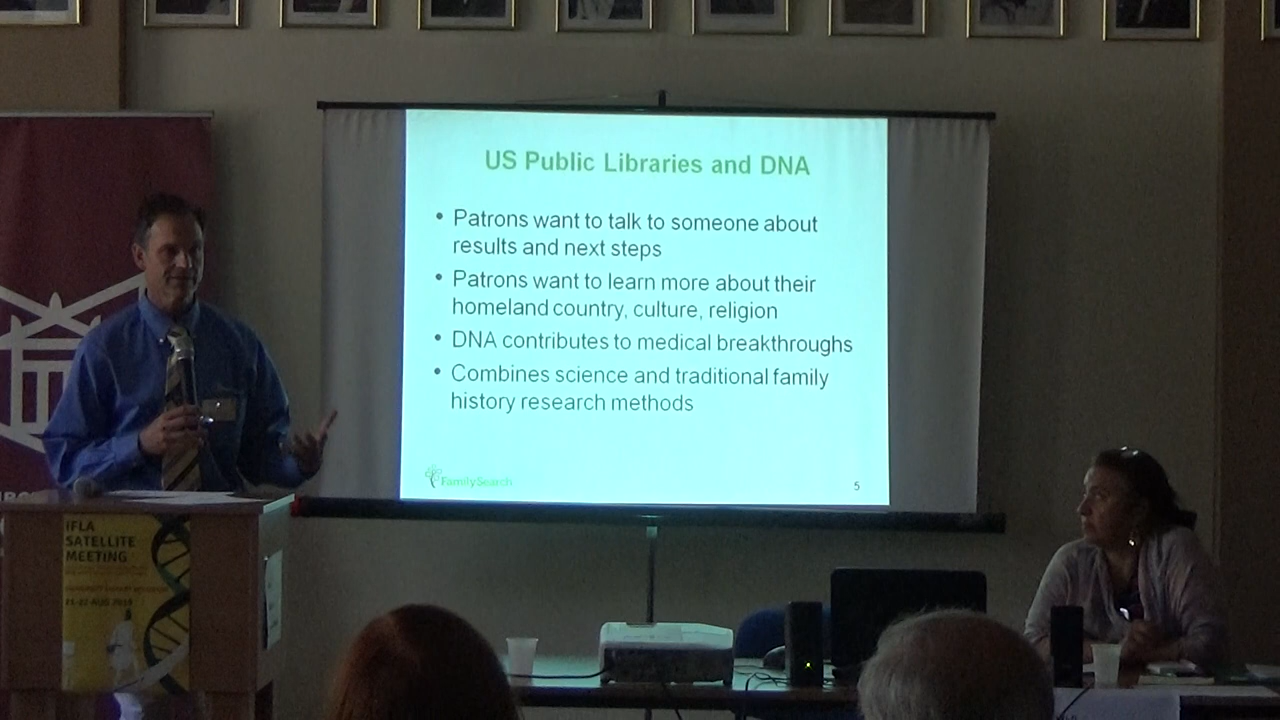 US Public Libraries and DNA
• Patrons want to talk to someone about
results and next steps
• Patrons want to learn more about their
homeland country, culture, religion
• DNA contributes to medical breakthroughs
• Combines science and traditional family
history research methods
FamilySearch
5
IFLA
SATELLITE
MEETING